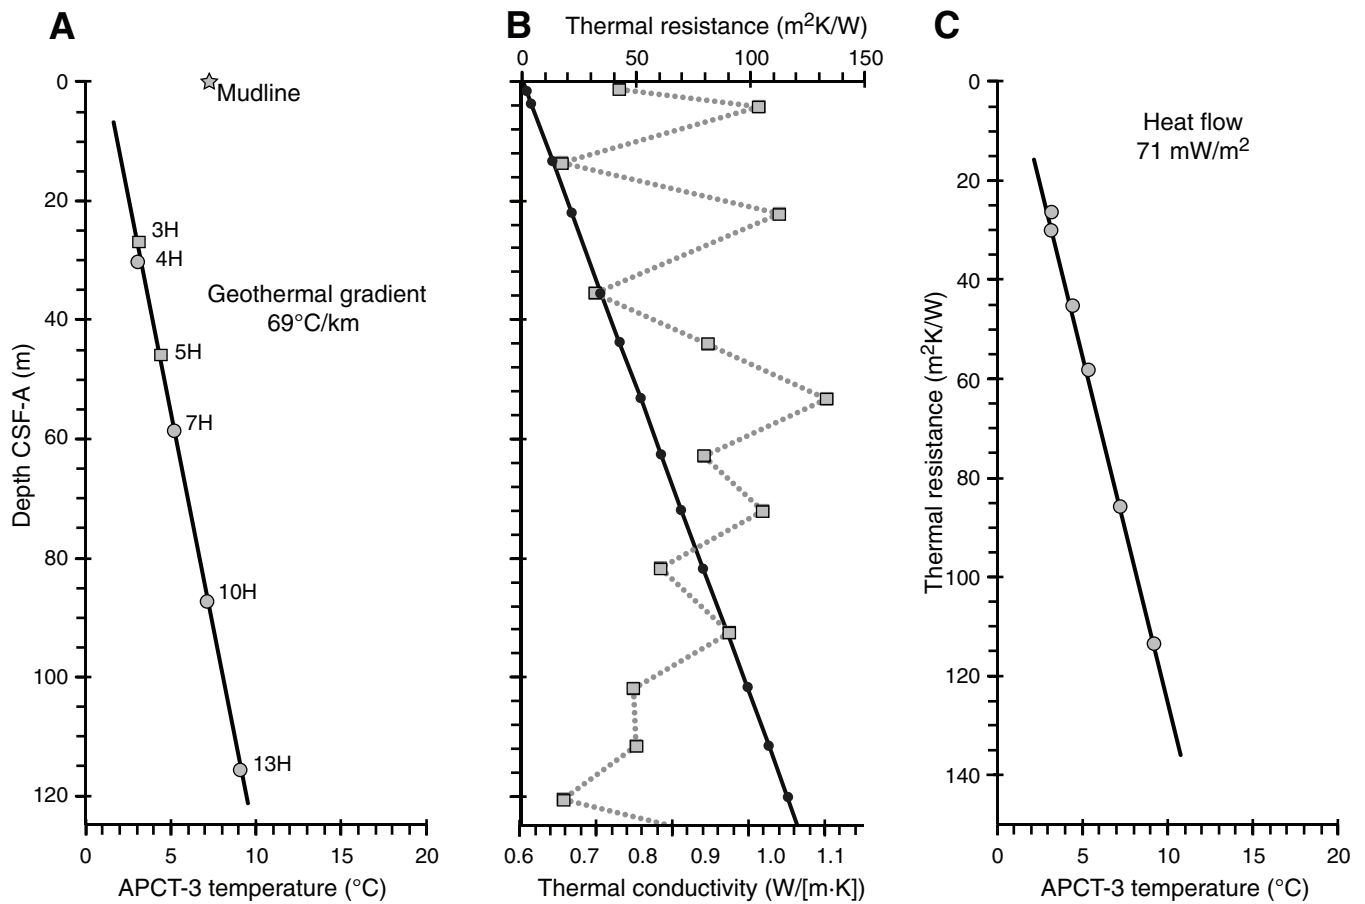 A
0
20
40
60
80
100
120
Depth CSF-A (m)
Mudline
3H
4H
5H
7H
10H
13H
Geothermal gradient
69°C/km
0
5
10
15
20
APCT-3 temperature (°C)
B
Thermal resistance (m²K/W)
0
50
100
150
0.6
0.7
0.8
0.9
1.0
1.1
Thermal conductivity (W/[m·K])
C
0
20
40
60
80
100
120
140
Thermal resistance (m²K/W)
Heat flow
71 mW/m²
0
5
10
15
20
APCT-3 temperature (°C)